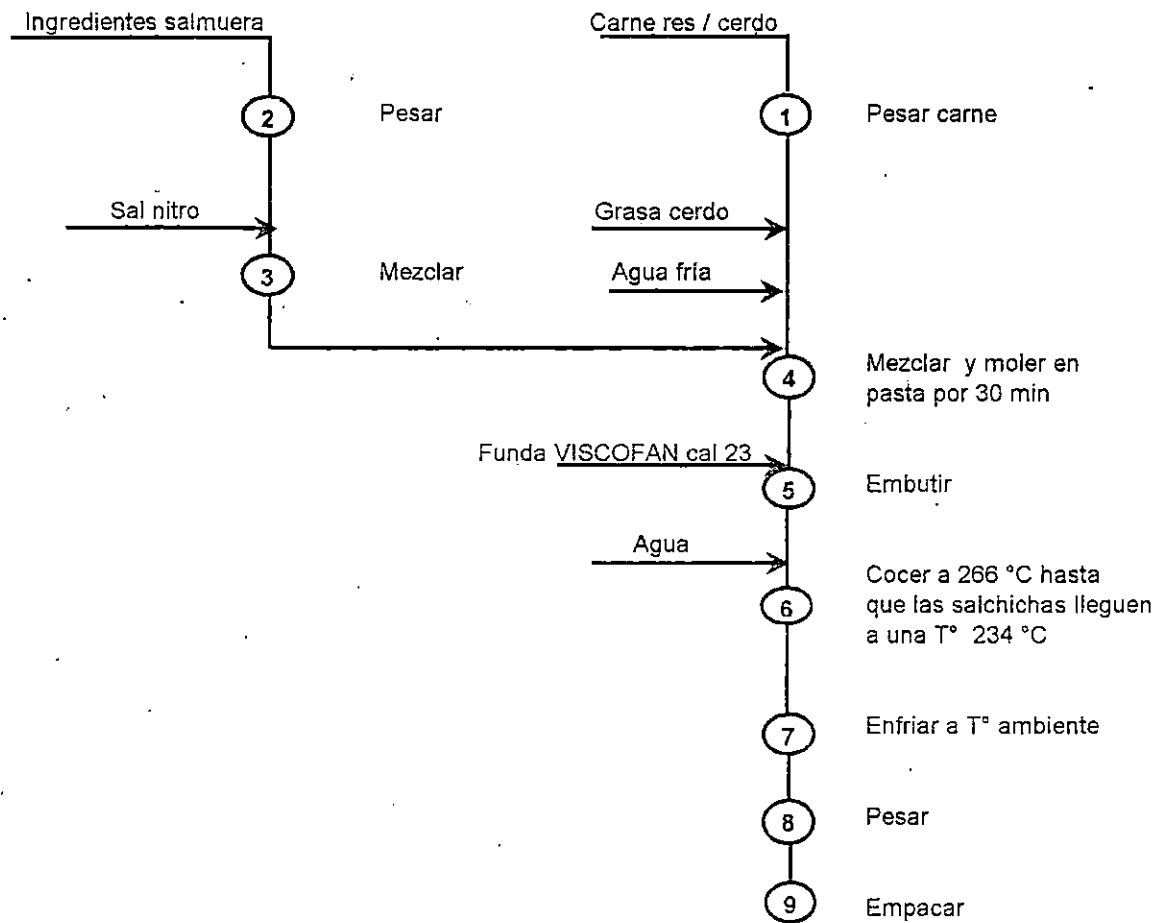 Ingredientes salmuera
Carne res / cerdo
2
Pesar
1
Pesar carne
Sal nitro
Grasa cerdo
3
Mezclar
Agua fría
4
Mezclar y moler en
pasta por 30 min
Funda VISCOFAN cal 23
5
Embutir
Agua
6
Cocer a 266 °C hasta
que las salchichas lleguen
a una T° 234 °C
7
Enfriar a T° ambiente
8
Pesar
9
Empacar